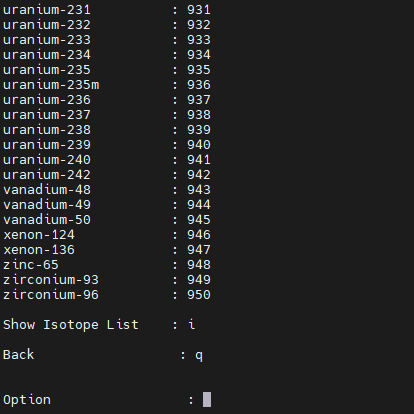 uranium-231 : 931
uranium-232 : 932
uranium-233 : 933
uranium-234 : 934
uranium-235 : 935
uranium-235m : 936
uranium-236 : 937
uranium-237 : 938
uranium-238 : 939
uranium-239 : 940
uranium-240 : 941
uranium-242 : 942
vanadium-48 : 943
vanadium-49 : 944
vanadium-50 : 945
xenon-124 : 946
xenon-136 : 947
zinc-65 : 948
zirconium-93 : 949
zirconium-96 : 950
Show Isotope List : i
Back : q
Option :